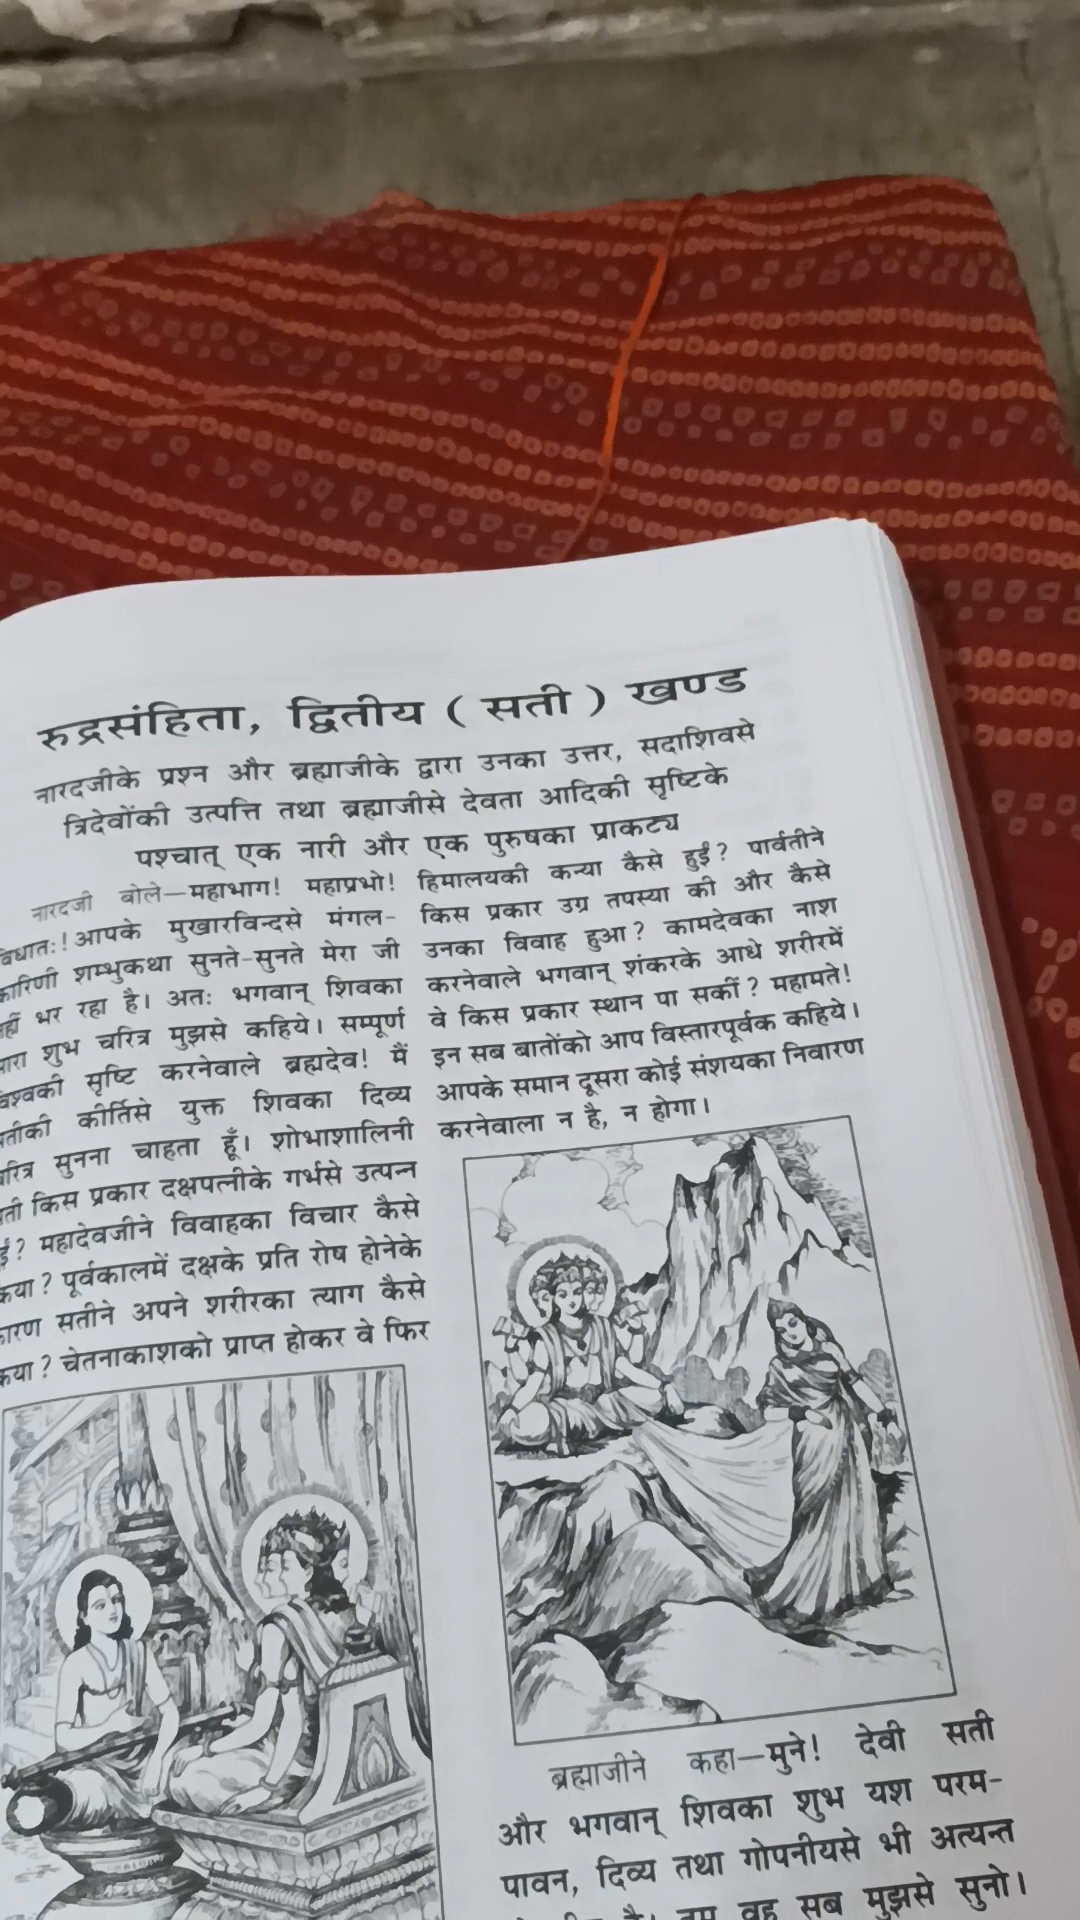 रुद्रसंहिता, द्वितीय ( सती ) खण्ड
नारदजीके प्रश्न और ब्रह्माजीके द्वारा उनका उत्तर, सदाशिवसे
त्रिदेवोंकी उत्पत्ति तथा ब्रह्माजीसे देवता आदिकी सृष्टिके
पश्चात् एक नारी और एक पुरुषका प्राकट्य
नारदजी बोले—महाभाग! महाप्रभो!
विधातः! आपके मुखारविन्दसे मंगल-
कारिणी शम्भुकथा सुनते-सुनते मेरा जी
नहीं भर रहा है। अतः भगवान् शिवका
सारा शुभ चरित्र मुझसे कहिये। सम्पूर्ण
विश्वकी सृष्टि करनेवाले ब्रह्मदेव! मैं
सतीकी कीर्तिसे युक्त शिवका दिव्य
चरित्र सुनना चाहता हूँ। शोभाशालिनी
सती किस प्रकार दक्षपत्नीके गर्भसे उत्पन्न
हुईं? महादेवजीने विवाहका विचार कैसे
किया? पूर्वकालमें दक्षके प्रति रोष होनेके
कारण सतीने अपने शरीरका त्याग कैसे
किया? चेतनाकाशको प्राप्त होकर वे फिर
हिमालयकी कन्या कैसे हुईं? पार्वतीने
किस प्रकार उग्र तपस्या की और कैसे
उनका विवाह हुआ? कामदेवका नाश
करनेवाले भगवान् शंकरके आधे शरीरमें
वे किस प्रकार स्थान पा सकीं? महामते!
इन सब बातोंको आप विस्तारपूर्वक कहिये।
आपके समान दूसरा कोई संशयका निवारण
करनेवाला न है, न होगा।
ब्रह्माजीने कहा—मुने! देवी सती
और भगवान् शिवका शुभ यश परम-
पावन, दिव्य तथा गोपनीयसे भी अत्यन्त
है। तुम वह सब मुझसे सुनो।